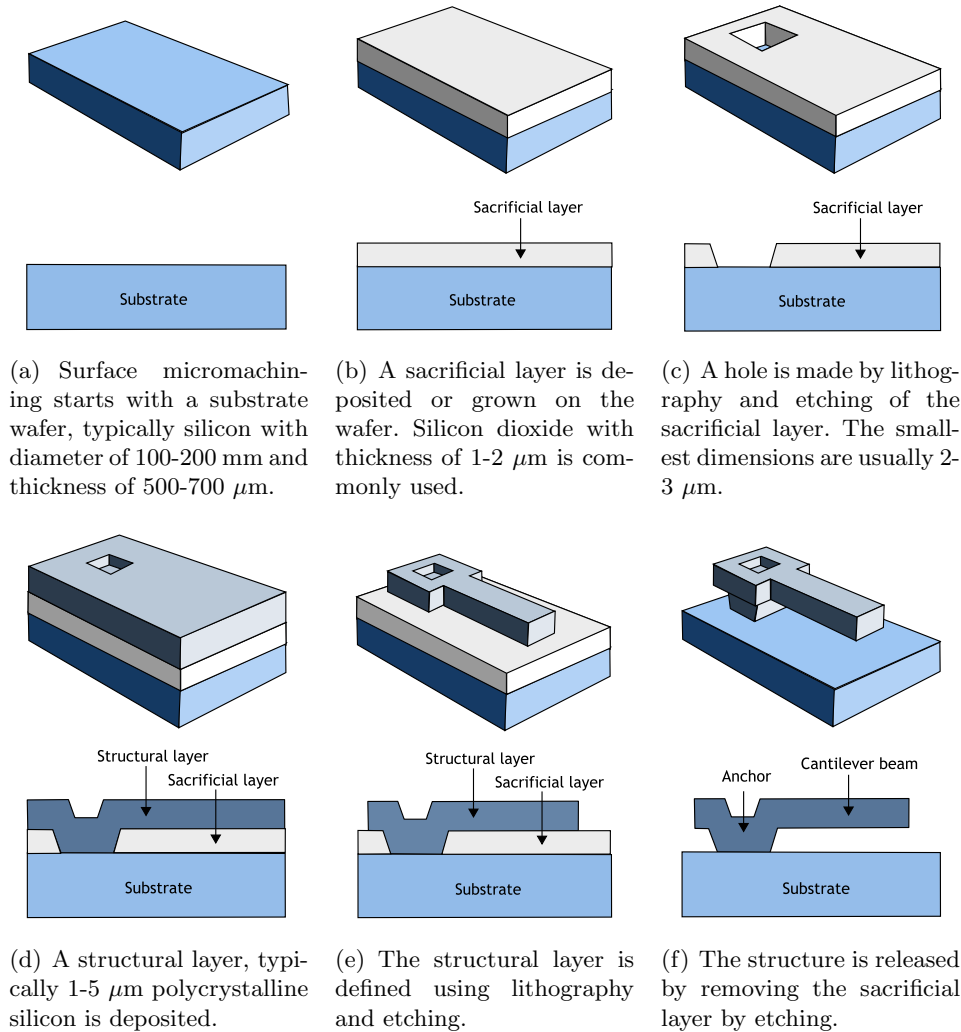 Sacrificial layer
Sacrificial layer
Substrate
Substrate
Substrate
(a) Surface micromachin-
ing starts with a substrate
wafer, typically silicon with
diameter of 100-200 mm and
thickness of 500-700 μm.
(b) A sacrificial layer is de-
posited or grown on the
wafer. Silicon dioxide with
thickness of 1-2 μm is com-
monly used.
(c) A hole is made by lithog-
raphy and etching of the
sacrificial layer. The small-
est dimensions are usually 2-
3 μm.
Structural layer
Sacrificial layer
Substrate
Structural layer
Sacrificial layer
Substrate
Anchor
Cantilever beam
Substrate
(d) A structural layer, typi-
cally 1-5 μm polycrystalline
silicon is deposited.
(e) The structural layer is
defined using lithography
and etching.
(f) The structure is released
by removing the sacrificial
layer by etching.